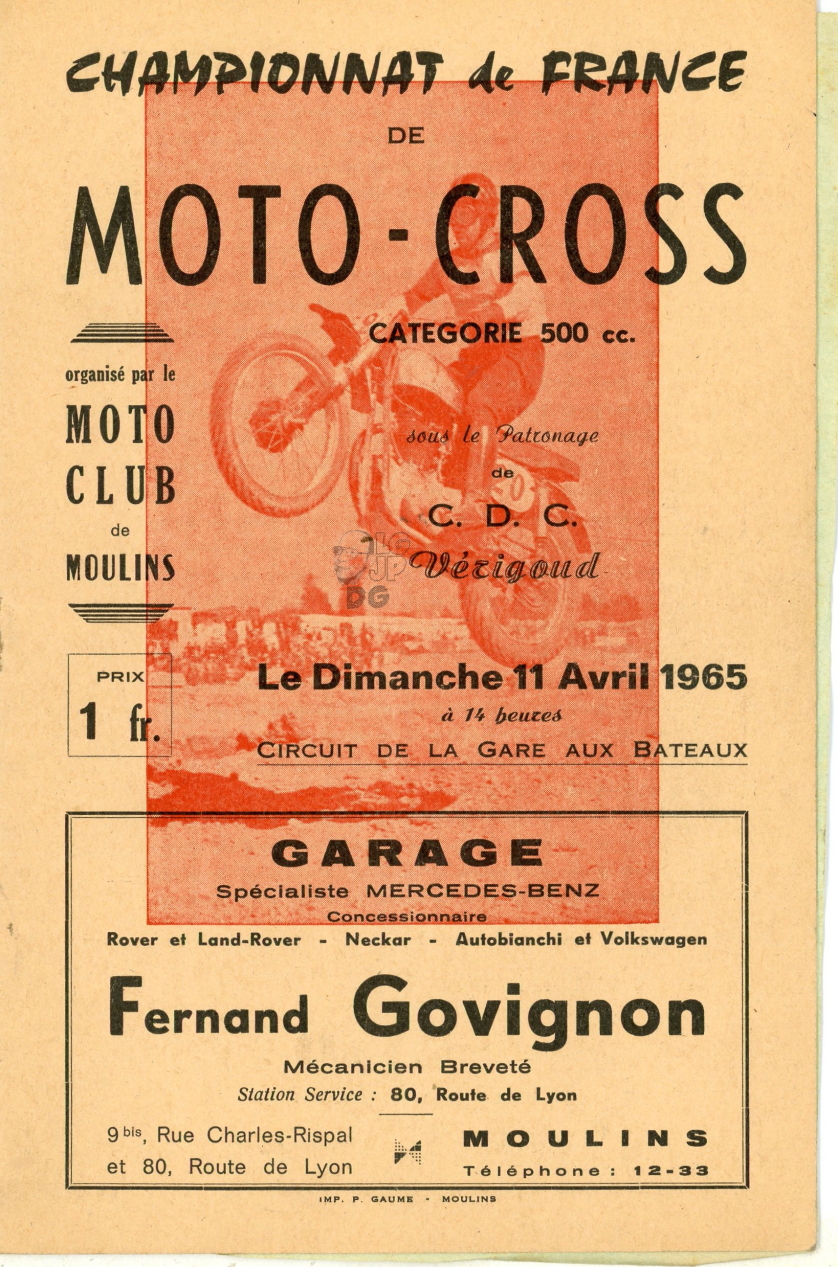 CHAMPIONNAT de FRANCE
DE
MOTO - CROSS
CATEGORIE 500 cc.
organisé par le
MOTO
CLUB
de
MOULINS
sous le Patronage
de
C. D. C.
Vérigoud
LG
JP
DG
PRIX
1 fr.
Le Dimanche 11 Avril 1965
à 14 heures
CIRCUIT DE LA GARE AUX BATEAUX
GARAGE
Spécialiste MERCEDES-BENZ
Concessionnaire
Rover et Land-Rover - Neckar - Autobianchi et Volkswagen
Fernand Govignon
Mécanicien Breveté
Station Service : 80, Route de Lyon
9 bis, Rue Charles-Rispal
et 80, Route de Lyon
MOULINS
Téléphone : 12-33
IMP. P. GAUME - MOULINS